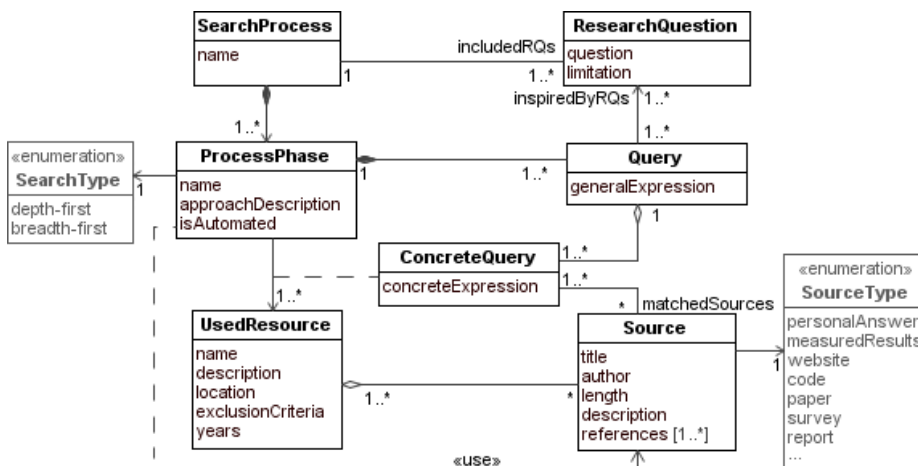 SearchProcess
name
includedRQs
1
1..*
ResearchQuestion
question
limitation
inspiredByRQs
1..*
1..*
1..*
«enumeration»
SearchType
depth-first
breadth-first
1
ProcessPhase
name
approachDescription
isAutomated
1
1..*
Query
generalExpression
1
ConcreteQuery
concreteExpression
1..*
1..*
1..*
* matchedSources
«enumeration»
SourceType
personalAnswer
measuredResults
website
code
paper
survey
report
...
1
UsedResource
name
description
location
exclusionCriteria
years
1..*
*
Source
title
author
length
description
references [1..*]
«use»